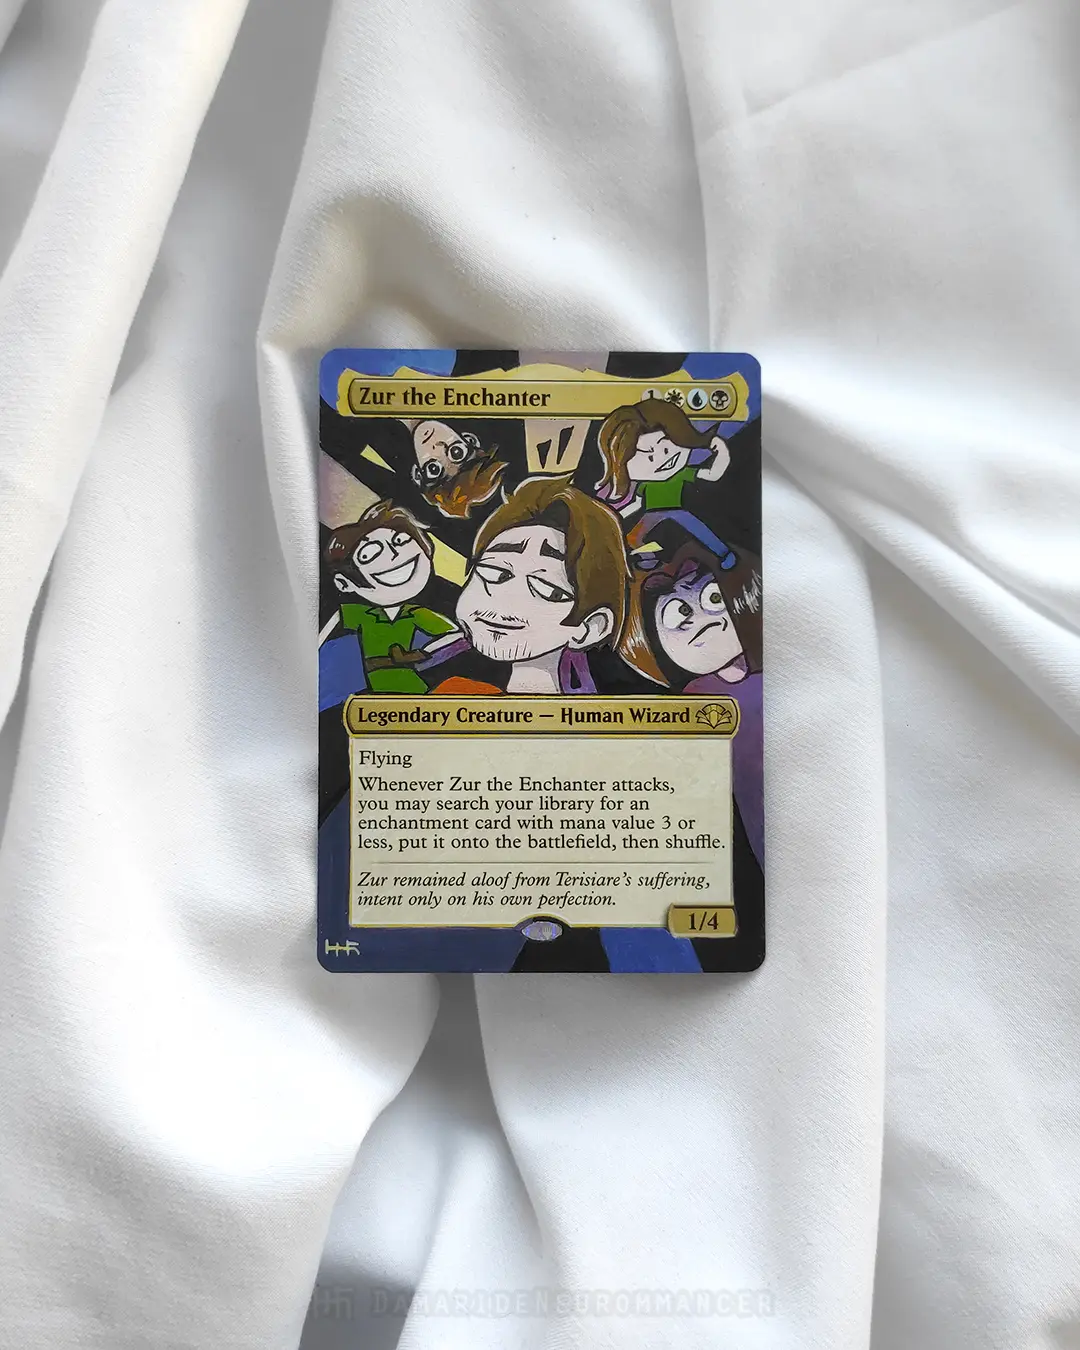 Zur the Enchanter
1
Legendary Creature — Human Wizard
Flying
Whenever Zur the Enchanter attacks,
you may search your library for an
enchantment card with mana value 3 or
less, put it onto the battlefield, then shuffle.
Zur remained aloof from Terisiare's suffering,
intent only on his own perfection.
1/4
DAMARIDENEUROMMANCER